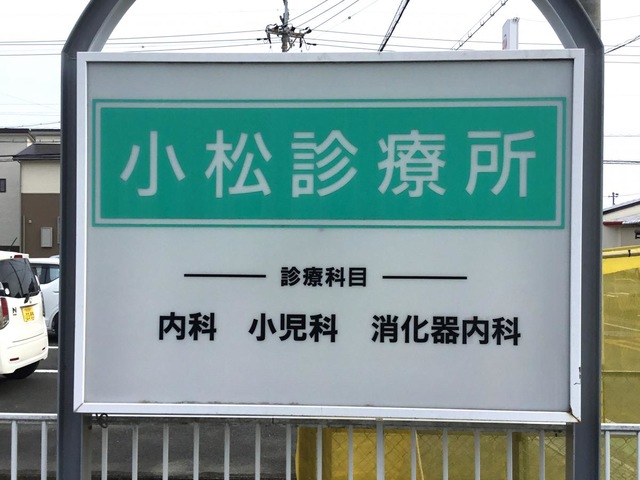 小松診療所
診療科目
内科　小児科　消化器内科